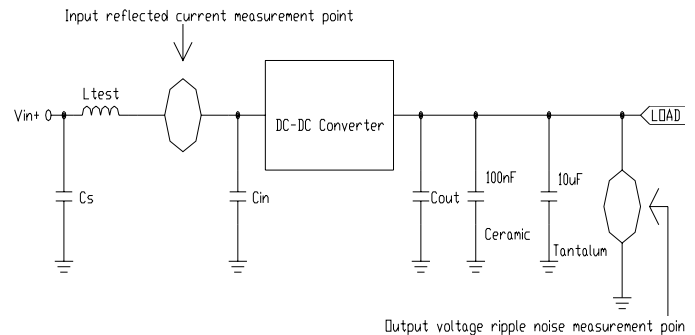 Input reflected current measurement point
Ltest
Vin+
DC-DC Converter
LOAD
Cs
Cin
Cout
100nF
10uF
Ceramic
Tantalum
Output voltage ripple noise measurement poin